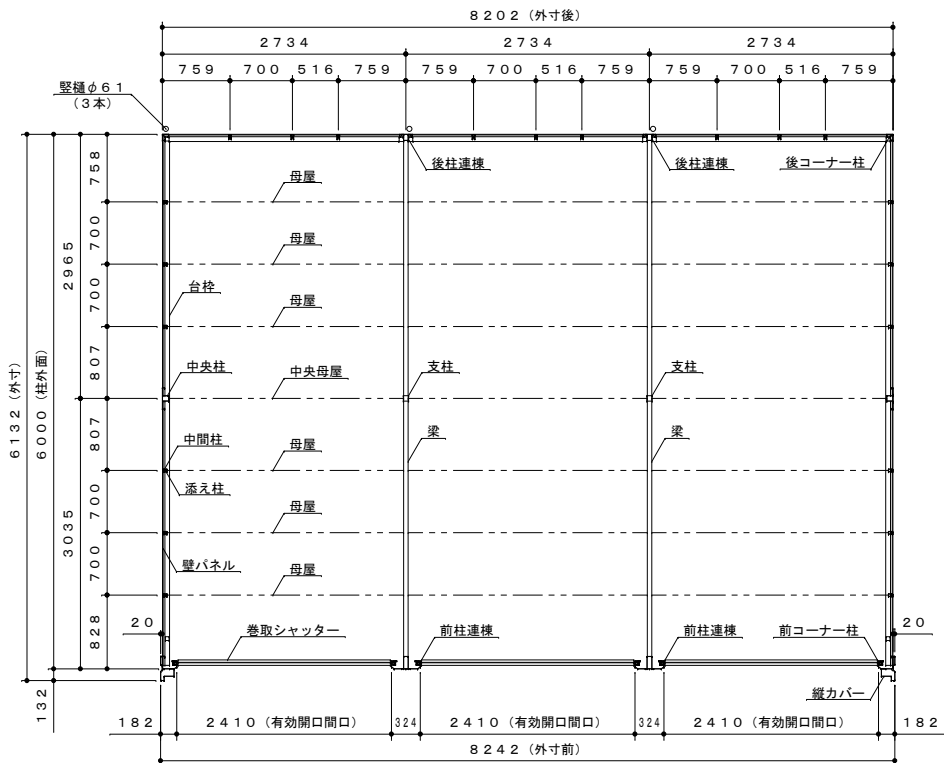 ８２０２（外寸後）
２７３４ ２７３４ ２７３４
７５９ ７００ ５１６ ７５９ ７５９ ７００ ５１６ ７５９ ７５９ ７００ ５１６ ７５９
竪樋φ６１
（３本）
後柱連棟 後柱連棟 後コーナー柱
母屋
母屋
台枠 母屋
中央柱 中央母屋 支柱 支柱
中間柱 母屋 梁 梁
添え柱
母屋
壁パネル 母屋
巻取シャッター 前柱連棟 前柱連棟 前コーナー柱
縦カバー
７５８
７００
７００
８０７
８０７
７００
７００
８２８
２９６５
３０３５
６０００（柱外面）
６１３２（外寸）
１３２
２０ ２０
１８２ ２４１０（有効開口間口） ３２４ ２４１０（有効開口間口） ３２４ ２４１０（有効開口間口） １８２
８２４２（外寸前）